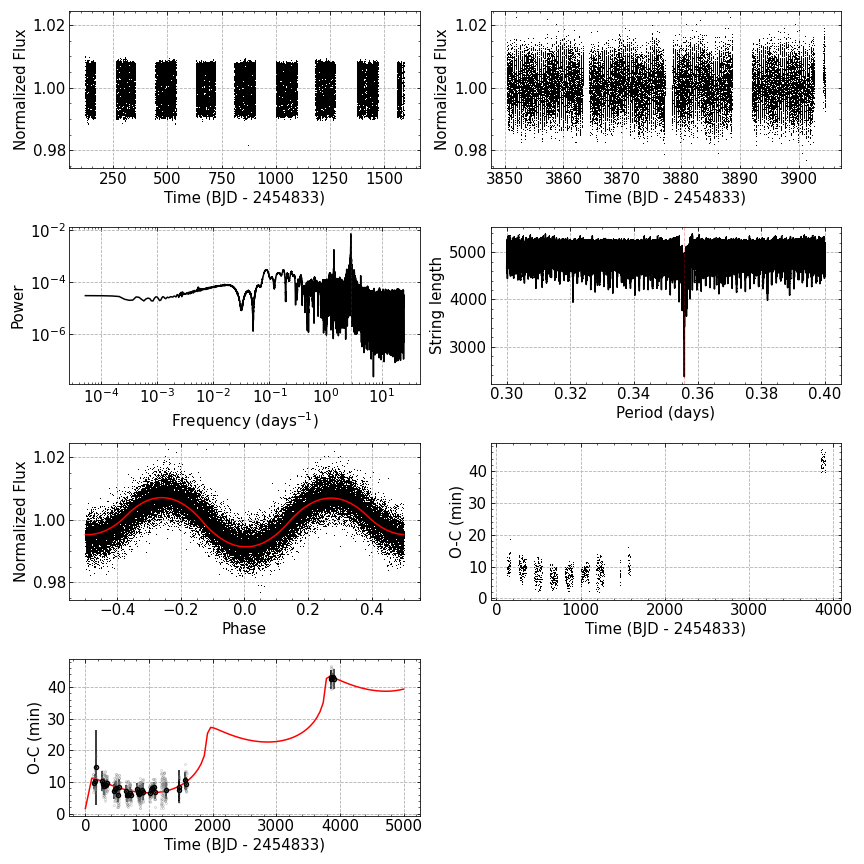 1.02
1.00
0.98
Normalized Flux
250 500 750 1000 1250 1500
Time (BJD - 2454833)
1.02
1.00
0.98
Normalized Flux
3850 3860 3870 3880 3890 3900
Time (BJD - 2454833)
10⁻²
10⁻⁴
10⁻⁶
Power
10⁻⁴ 10⁻³ 10⁻² 10⁻¹ 10⁰ 10¹
Frequency (days⁻¹)
5000
4000
3000
String length
0.30 0.32 0.34 0.36 0.38 0.40
Period (days)
1.02
1.00
0.98
Normalized Flux
−0.4 −0.2 0.0 0.2 0.4
Phase
40
30
20
10
0
O-C (min)
0 1000 2000 3000 4000
Time (BJD - 2454833)
40
30
20
10
0
O-C (min)
0 1000 2000 3000 4000 5000
Time (BJD - 2454833)